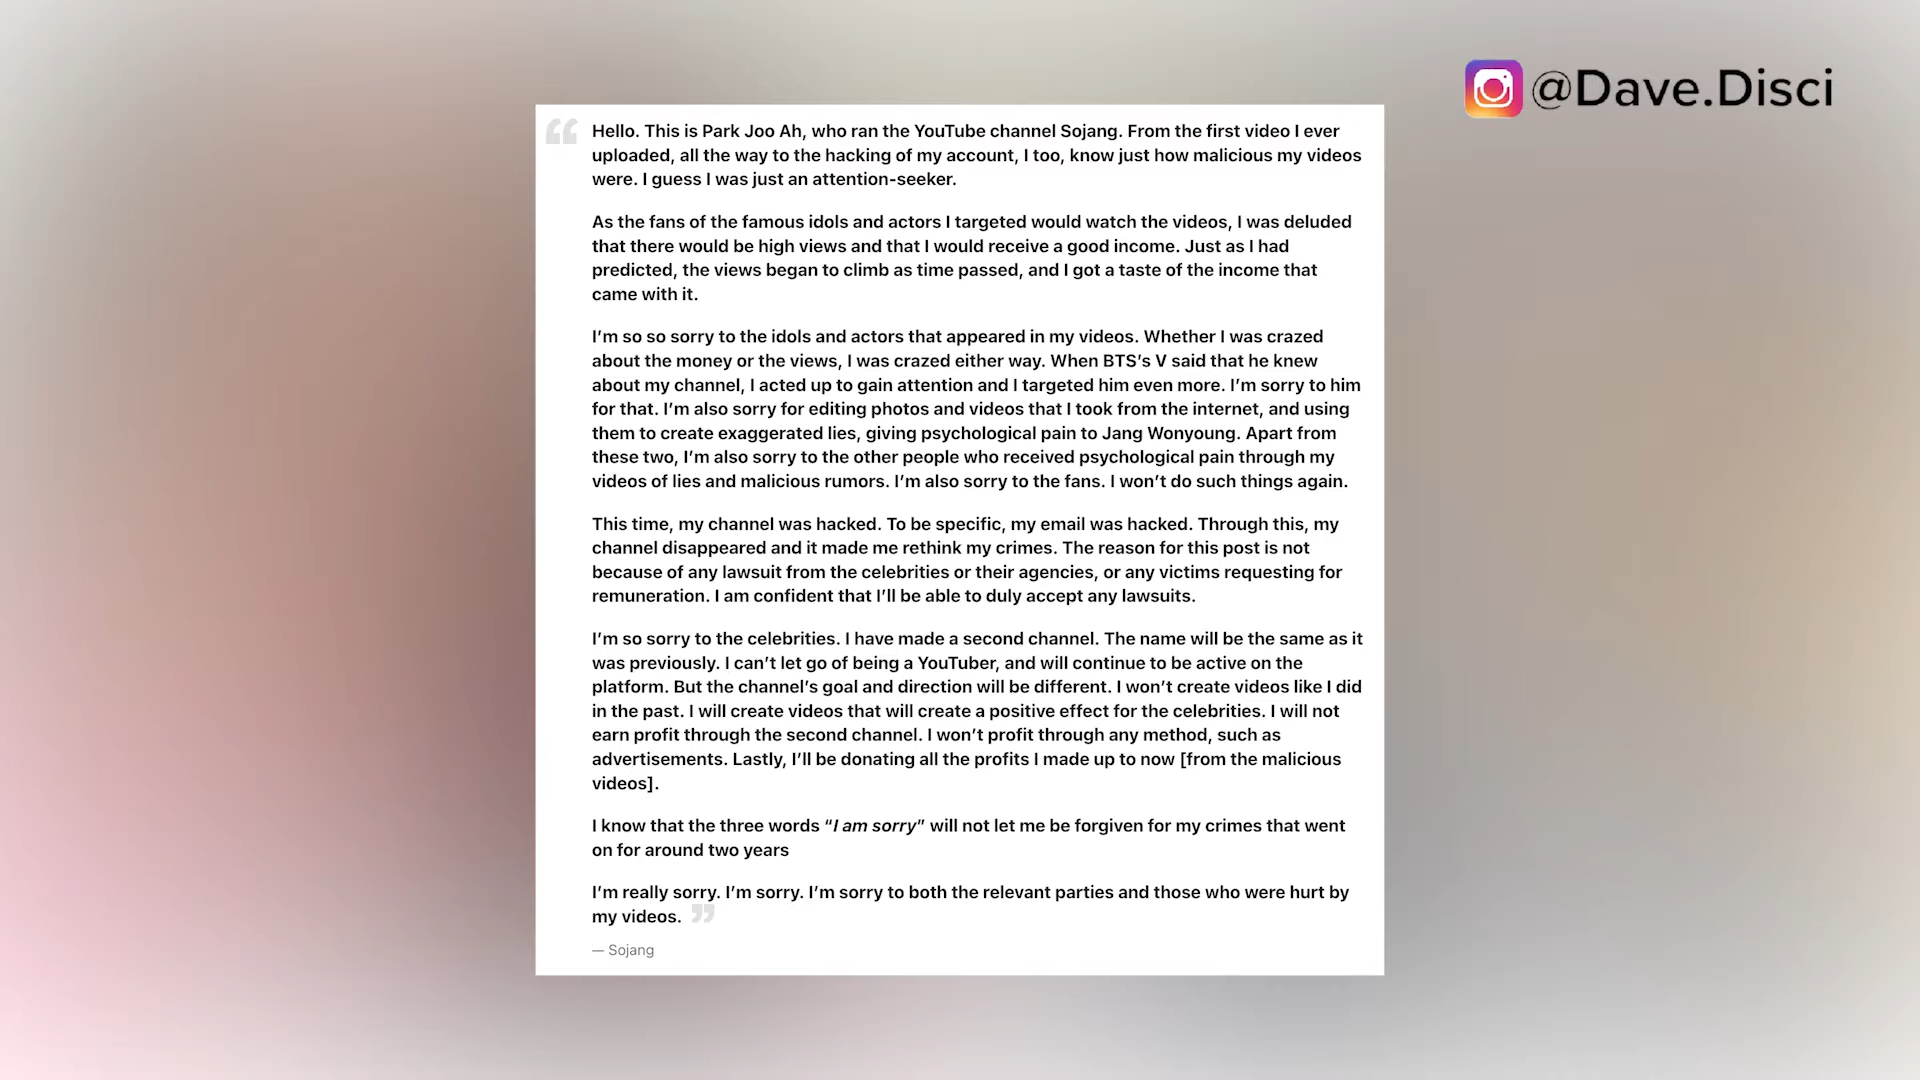 @Dave.Disci
“ Hello. This is Park Joo Ah, who ran the YouTube channel Sojang. From the first video I ever
uploaded, all the way to the hacking of my account, I too, know just how malicious my videos
were. I guess I was just an attention-seeker.
As the fans of the famous idols and actors I targeted would watch the videos, I was deluded
that there would be high views and that I would receive a good income. Just as I had
predicted, the views began to climb as time passed, and I got a taste of the income that
came with it.
I’m so so sorry to the idols and actors that appeared in my videos. Whether I was crazed
about the money or the views, I was crazed either way. When BTS’s V said that he knew
about my channel, I acted up to gain attention and I targeted him even more. I’m sorry to him
for that. I’m also sorry for editing photos and videos that I took from the internet, and using
them to create exaggerated lies, giving psychological pain to Jang Wonyoung. Apart from
these two, I’m also sorry to the other people who received psychological pain through my
videos of lies and malicious rumors. I’m also sorry to the fans. I won’t do such things again.
This time, my channel was hacked. To be specific, my email was hacked. Through this, my
channel disappeared and it made me rethink my crimes. The reason for this post is not
because of any lawsuit from the celebrities or their agencies, or any victims requesting for
remuneration. I am confident that I’ll be able to duly accept any lawsuits.
I’m so sorry to the celebrities. I have made a second channel. The name will be the same as it
was previously. I can’t let go of being a YouTuber, and will continue to be active on the
platform. But the channel’s goal and direction will be different. I won’t create videos like I did
in the past. I will create videos that will create a positive effect for the celebrities. I will not
earn profit through the second channel. I won’t profit through any method, such as
advertisements. Lastly, I’ll be donating all the profits I made up to now [from the malicious
videos].
I know that the three words “I am sorry” will not let me be forgiven for my crimes that went
on for around two years
I’m really sorry. I’m sorry. I’m sorry to both the relevant parties and those who were hurt by
my videos. ”
— Sojang